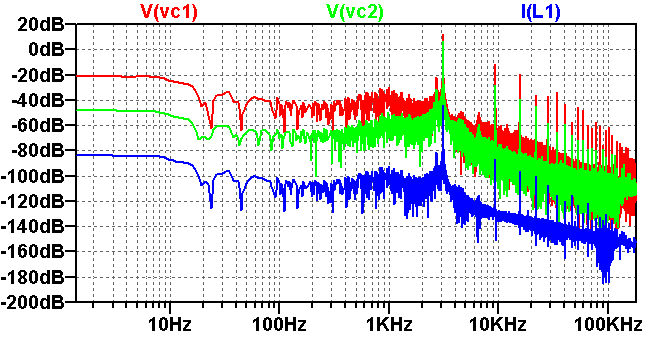 V(vc1) V(vc2) I(L1)
20dB
0dB
-20dB
-40dB
-60dB
-80dB
-100dB
-120dB
-140dB
-160dB
-180dB
-200dB
10Hz 100Hz 1KHz 10KHz 100KHz